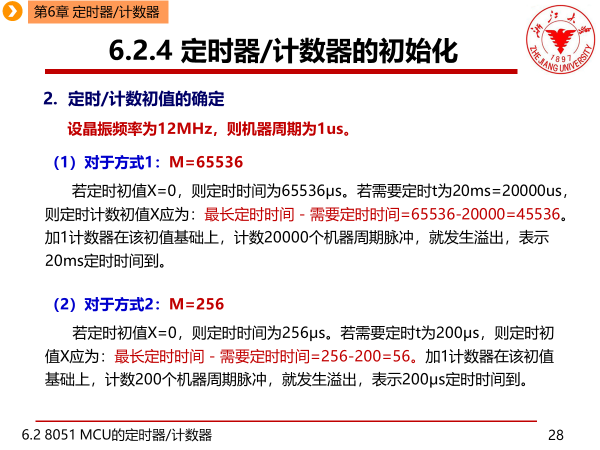 第6章 定时器/计数器
6.2.4 定时器/计数器的初始化
浙江大学
1897
ZHEJIANG UNIVERSITY
2. 定时/计数初值的确定
设晶振频率为12MHz，则机器周期为1us。
（1）对于方式1：M=65536
若定时初值X=0，则定时时间为65536μs。若需要定时t为20ms=20000us，
则定时计数初值X应为：最长定时时间 - 需要定时时间=65536-20000=45536。
加1计数器在该初值基础上，计数20000个机器周期脉冲，就发生溢出，表示
20ms定时时间到。
（2）对于方式2：M=256
若定时初值X=0，则定时时间为256μs。若需要定时t为200μs，则定时初
值X应为：最长定时时间 - 需要定时时间=256-200=56。加1计数器在该初值
基础上，计数200个机器周期脉冲，就发生溢出，表示200μs定时时间到。
6.2 8051 MCU的定时器/计数器
28